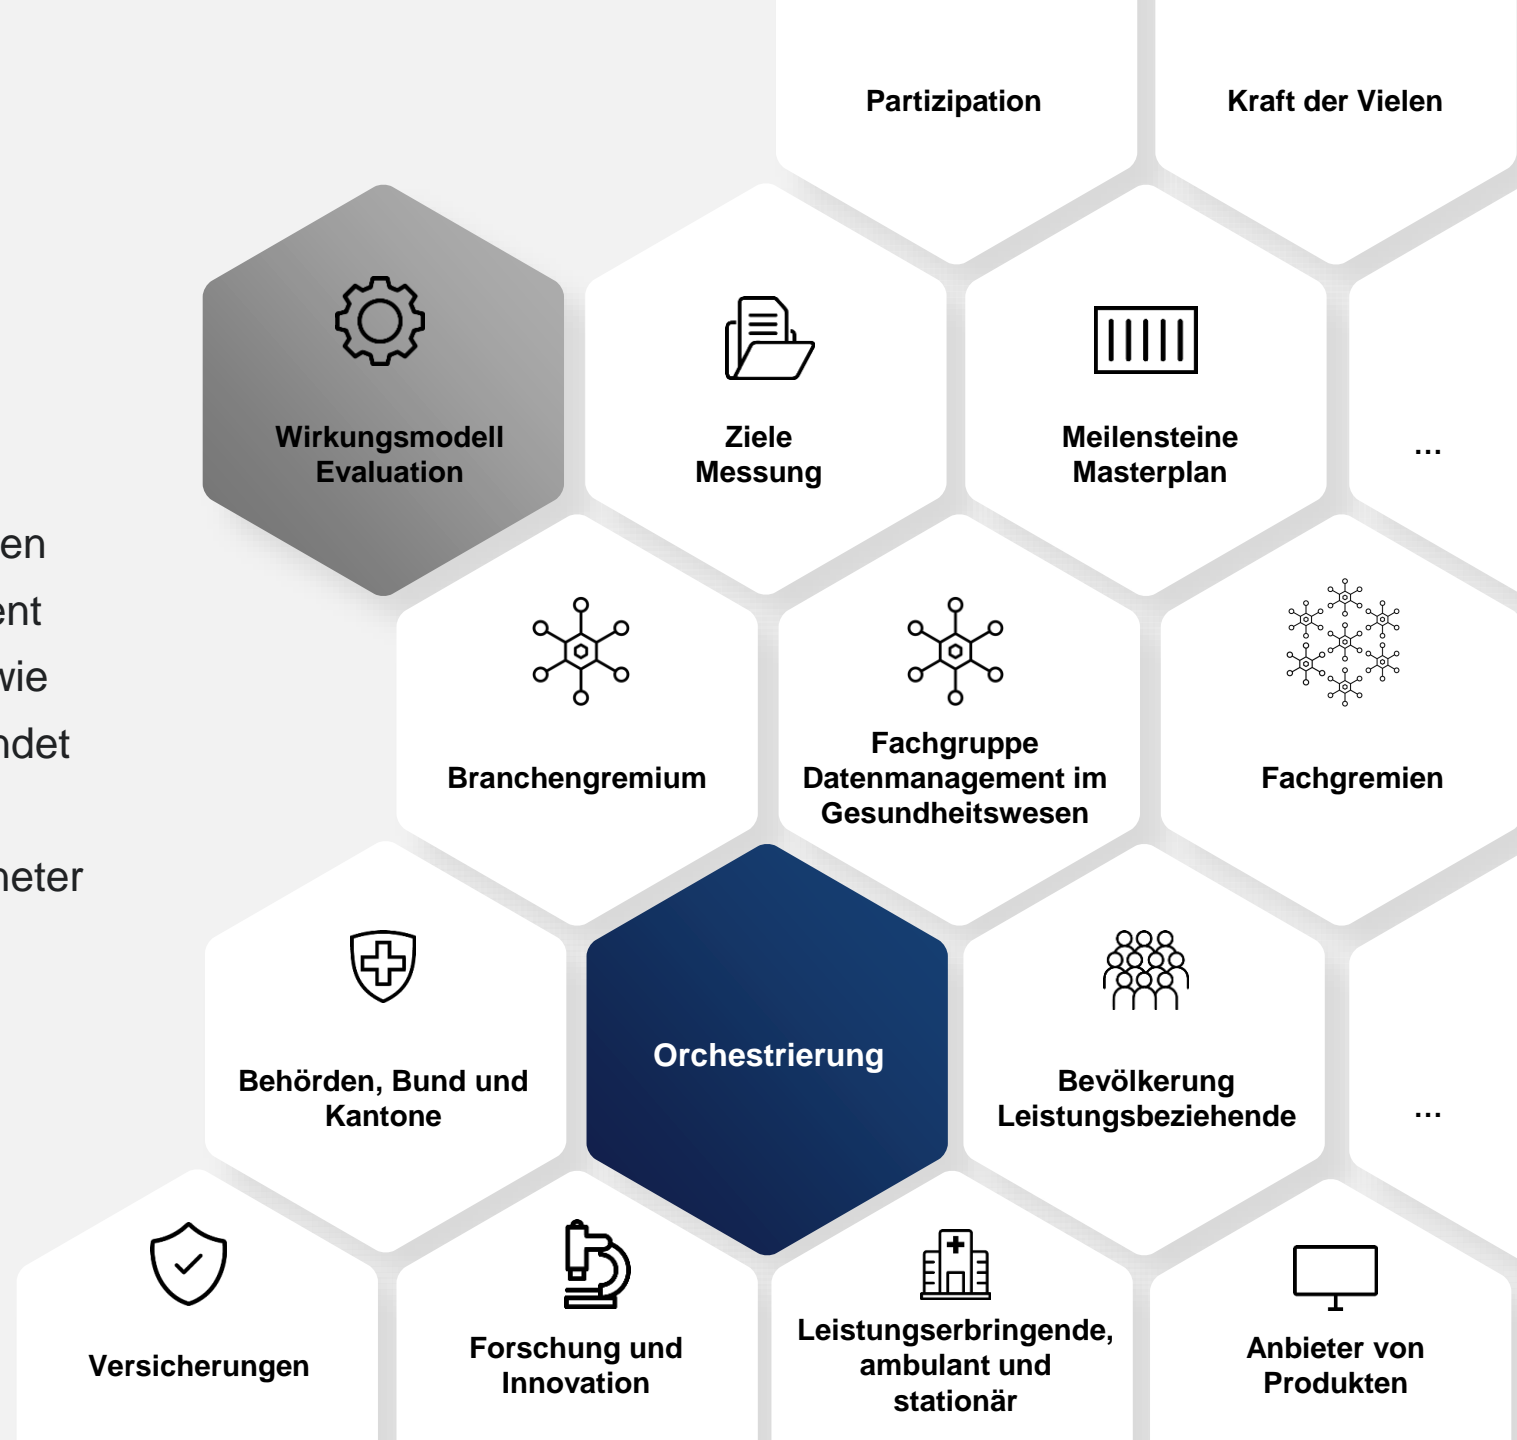 Partizipation
Kraft der Vielen
Wirkungsmodell
Evaluation
Ziele
Messung
Meilensteine
Masterplan
...
en
ent
wie
ndet
neter
Branchengremium
Fachgruppe
Datenmanagement im
Gesundheitswesen
Fachgremien
Behörden, Bund und
Kantone
Orchestrierung
Bevölkerung
Leistungsbeziehende
...
Versicherungen
Forschung und
Innovation
Leistungserbringende,
ambulant und
stationär
Anbieter von
Produkten